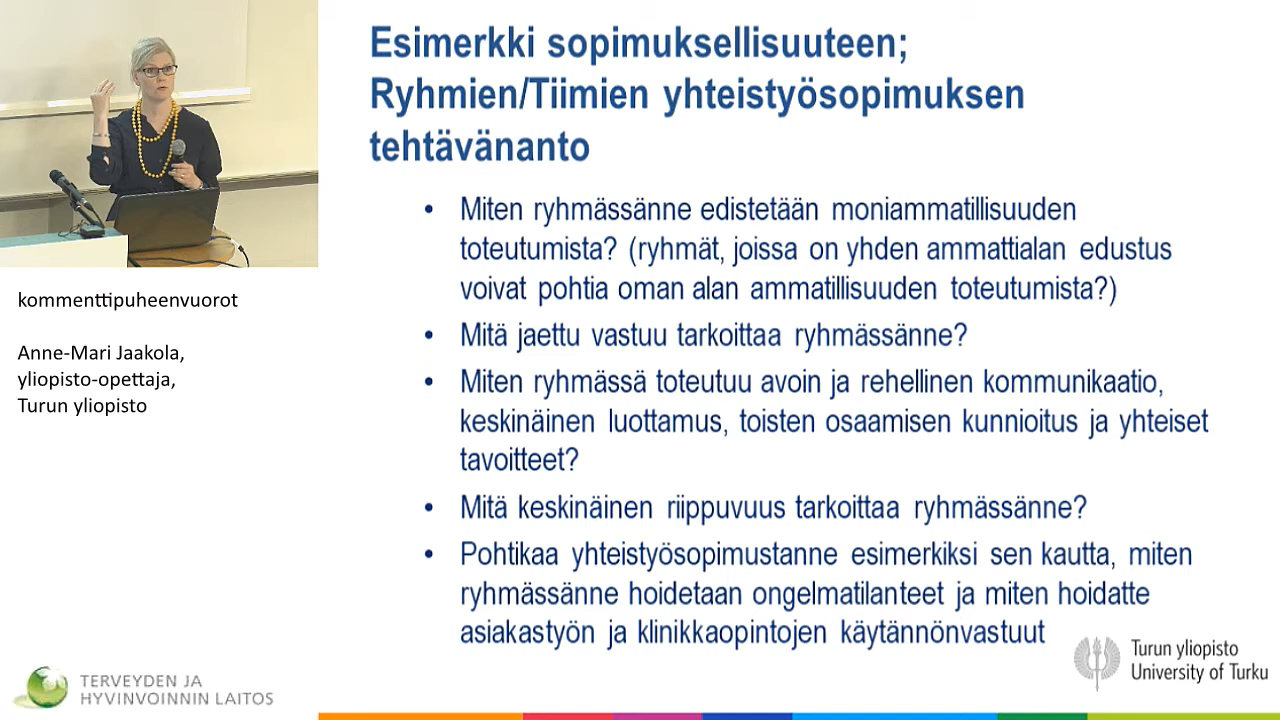 Esimerkki sopimuksellisuuteen;
Ryhmien/Tiimien yhteistyösopimuksen
tehtävänanto
• Miten ryhmässänne edistetään moniammatillisuuden
toteutumista? (ryhmät, joissa on yhden ammattialan edustus
voivat pohtia oman alan ammatillisuuden toteutumista?)
• Mitä jaettu vastuu tarkoittaa ryhmässänne?
• Miten ryhmässä toteutuu avoin ja rehellinen kommunikaatio,
keskinäinen luottamus, toisten osaamisen kunnioitus ja yhteiset
tavoitteet?
• Mitä keskinäinen riippuvuus tarkoittaa ryhmässänne?
• Pohtikaa yhteistyösopimustanne esimerkiksi sen kautta, miten
ryhmässänne hoidetaan ongelmatilanteet ja miten hoidatte
asiakastyön ja klinikkaopintojen käytännönvastuut
kommenttipuheenvuorot
Anne-Mari Jaakola,
yliopisto-opettaja,
Turun yliopisto
TERVEYDEN JA
HYVINVOINNIN LAITOS
Turun yliopisto
University of Turku